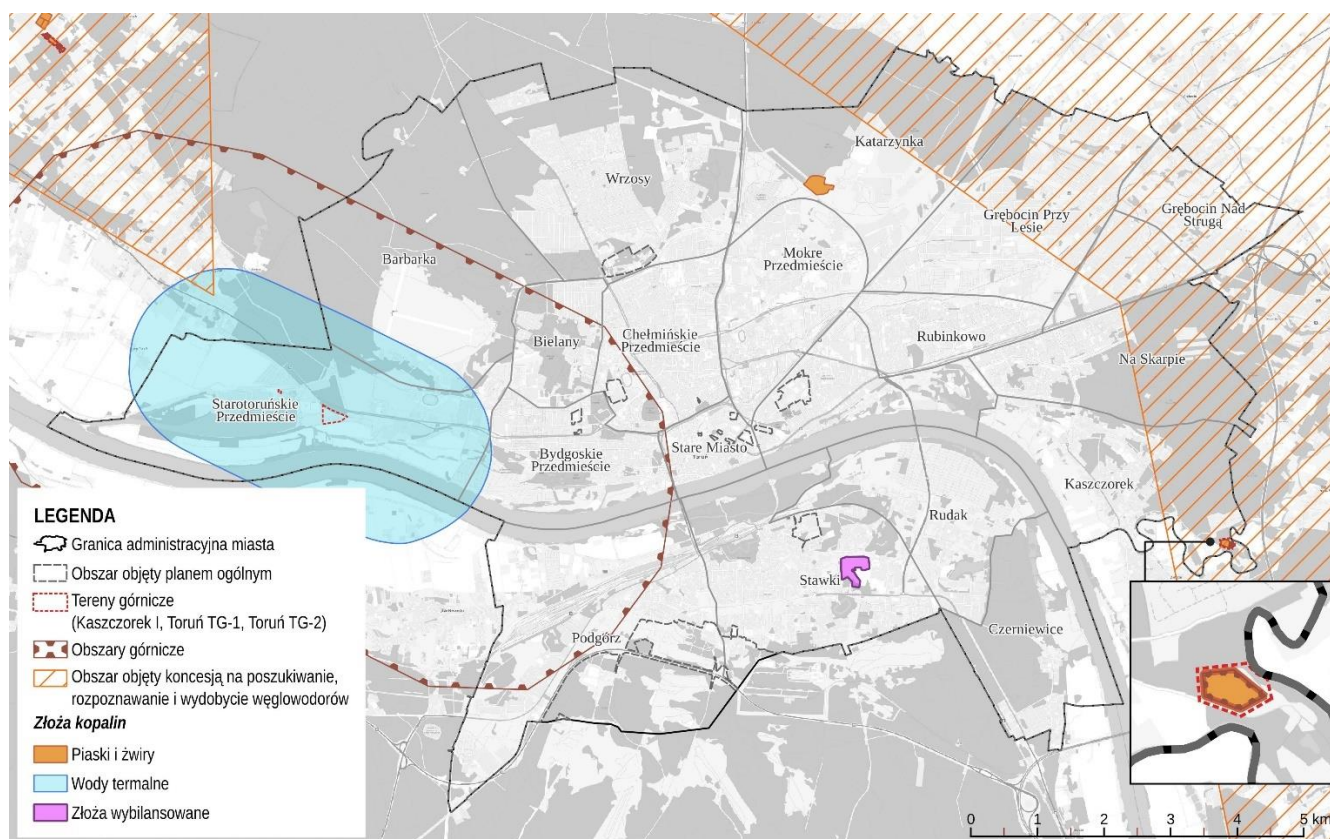 Katarzynka
Wrzosy
Grębocin Przy
Lesie
Grębocin Nad
Strugą
Barbarka
Mokre
Przedmieście
Chełmińskie
Przedmieście
Bielany
Rubinkowo
Na Skarpie
Starotoruńskie
Przedmieście
Stare Miasto
Toruń
Bydgoskie
Przedmieście
Kaszczorek
Rudak
Stawki
Podgórz
Czerniewice
LEGENDA
Granica administracyjna miasta
Obszar objęty planem ogólnym
Tereny górnicze
(Kaszczorek I, Toruń TG-1, Toruń TG-2)
Obszary górnicze
Obszar objęty koncesją na poszukiwanie,
rozpoznawanie i wydobycie węglowodorów
Złoża kopalin
Piaski i żwiry
Wody termalne
Złoża wybilansowane
0 1 2 3 4 5 km